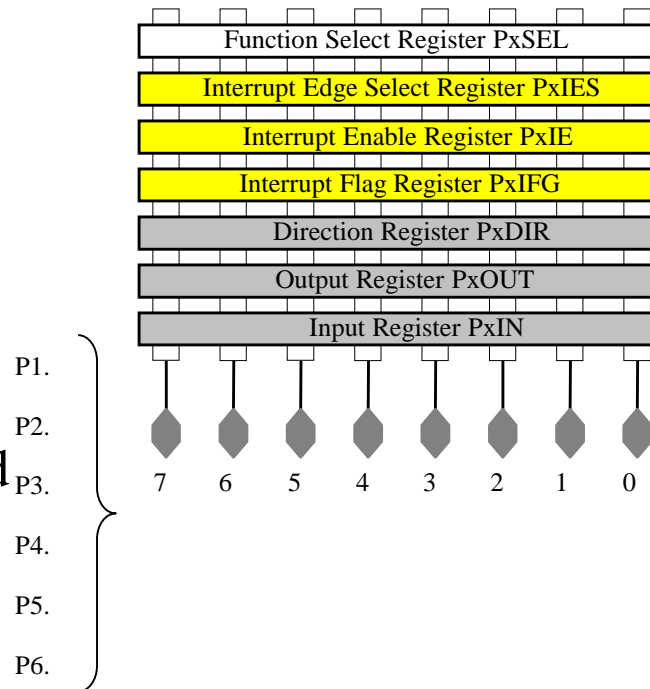 Function Select Register PxSEL
Interrupt Edge Select Register PxIES
Interrupt Enable Register PxIE
Interrupt Flag Register PxIFG
Direction Register PxDIR
Output Register PxOUT
Input Register PxIN
P1.
P2.
d
P3.
7 6 5 4 3 2 1 0
P4.
P5.
P6.